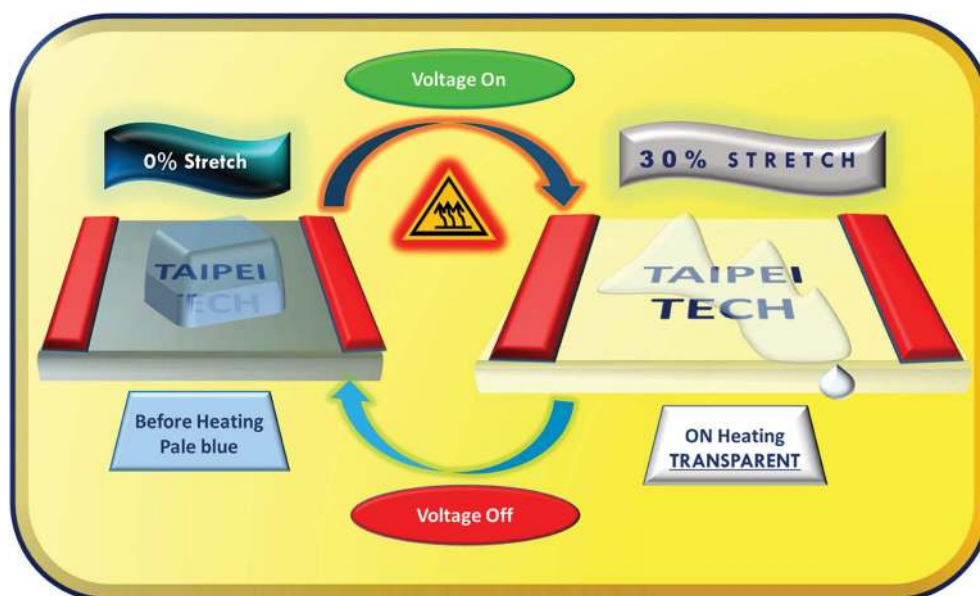 Voltage On
0% Stretch
30% STRETCH
TAIPEI
TECH
TAIPEI
TECH
Before Heating
Pale blue
ON Heating
TRANSPARENT
Voltage Off